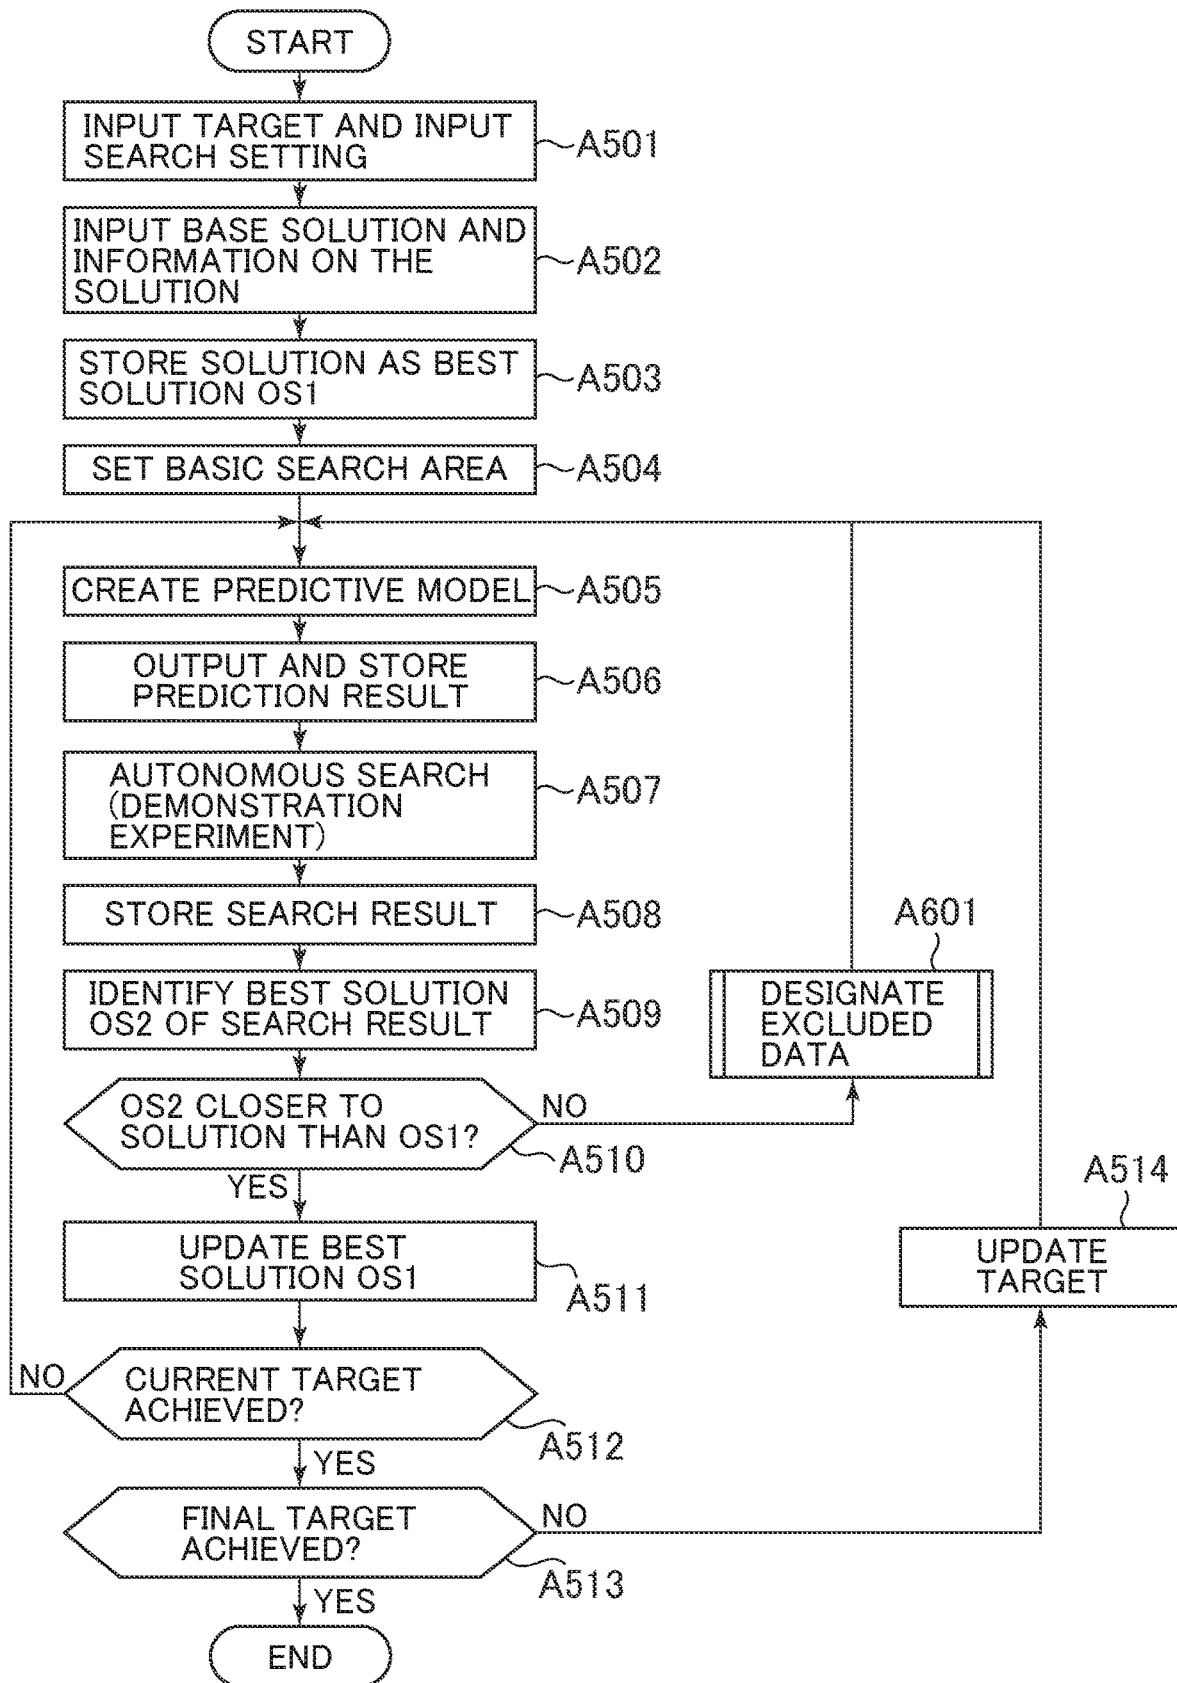 START
INPUT TARGET AND INPUT
SEARCH SETTING
A501
INPUT BASE SOLUTION AND
INFORMATION ON THE
SOLUTION
A502
STORE SOLUTION AS BEST
SOLUTION OS1
A503
SET BASIC SEARCH AREA
A504
CREATE PREDICTIVE MODEL
A505
OUTPUT AND STORE
PREDICTION RESULT
A506
AUTONOMOUS SEARCH
(DEMONSTRATION
EXPERIMENT)
A507
STORE SEARCH RESULT
A508
IDENTIFY BEST SOLUTION
OS2 OF SEARCH RESULT
A509
A601
DESIGNATE
EXCLUDED
DATA
OS2 CLOSER TO
SOLUTION THAN OS1?
NO
A510
YES
UPDATE BEST
SOLUTION OS1
A511
A514
UPDATE
TARGET
NO
CURRENT TARGET
ACHIEVED?
A512
YES
FINAL TARGET
ACHIEVED?
NO
A513
YES
END